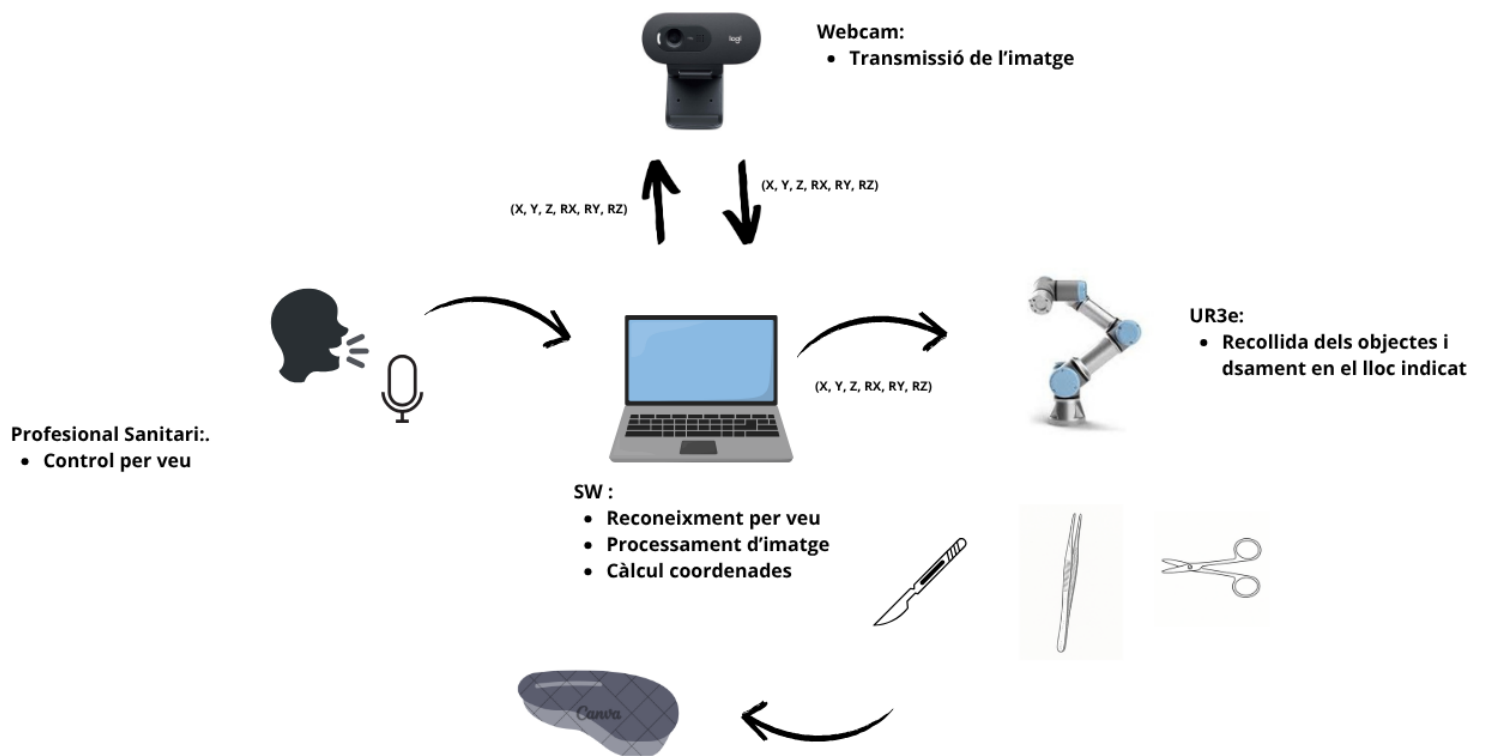 logi
Webcam:
• Transmissió de l’imatge
(X, Y, Z, RX, RY, RZ)
(X, Y, Z, RX, RY, RZ)
UR3e:
• Recollida dels objectes i
dsament en el lloc indicat
(X, Y, Z, RX, RY, RZ)
Profesional Sanitari:.
• Control per veu
SW :
• Reconeixment per veu
• Processament d’imatge
• Càlcul coordenades
Canva